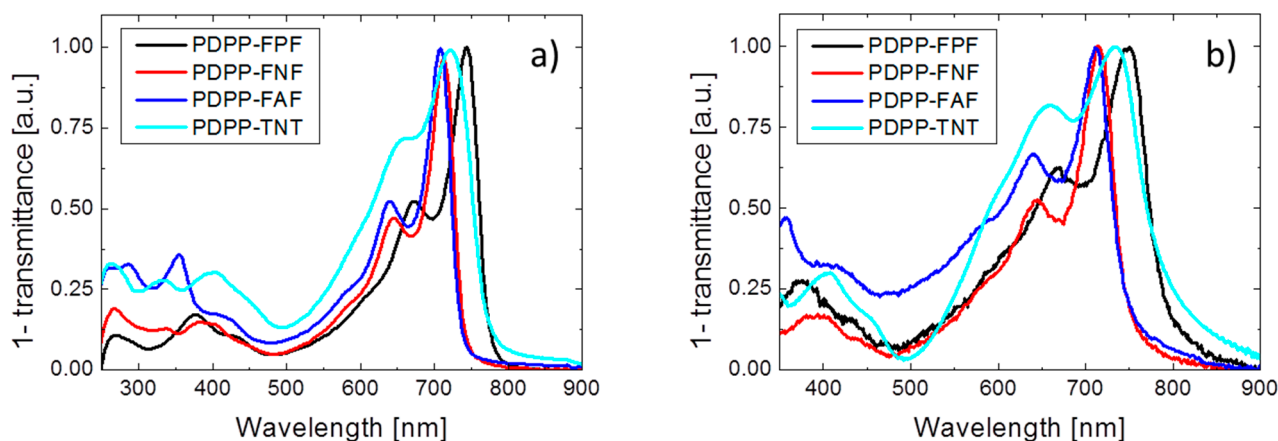 PDPP-FPF
PDPP-FNF
PDPP-FAF
PDPP-TNT
a)
1.00
0.75
0.50
0.25
0.00
1- transmittance [a.u.]
300 400 500 600 700 800 900
Wavelength [nm]
PDPP-FPF
PDPP-FNF
PDPP-FAF
PDPP-TNT
b)
1.00
0.75
0.50
0.25
0.00
1- transmittance [a.u.]
400 500 600 700 800 900
Wavelength [nm]